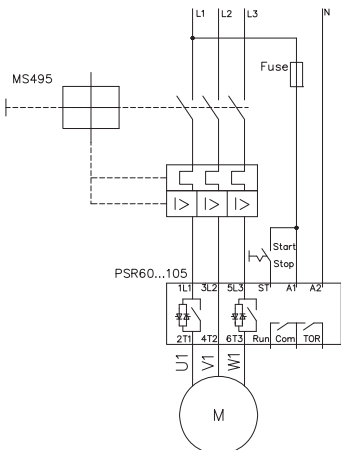 L1 L2 L3 N
Fuse
MS495
I> I> I>
Start
Stop
PSR60...105
1L1 3L2 5L3 ST A1 A2
2T1 4T2 6T3 Run Com TOR
U1 V1 W1
M